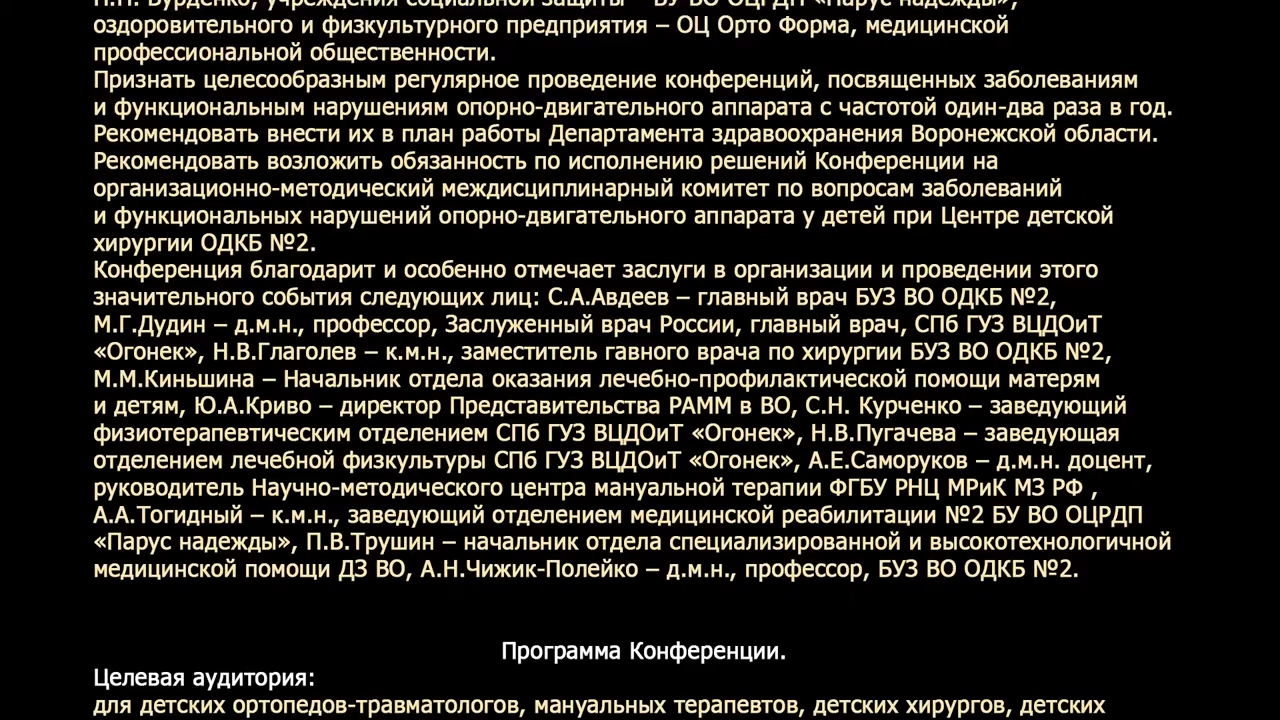 Н.Н. Бурденко, учреждения социальной защиты – БУ ВО ОЦРДП «Парус надежды»,
оздоровительного и физкультурного предприятия – ОЦ Орто Форма, медицинской
профессиональной общественности.
Признать целесообразным регулярное проведение конференций, посвященных заболеваниям
и функциональным нарушениям опорно-двигательного аппарата с частотой один-два раза в год.
Рекомендовать внести их в план работы Департамента здравоохранения Воронежской области.
Рекомендовать возложить обязанность по исполнению решений Конференции на
организационно-методический междисциплинарный комитет по вопросам заболеваний
и функциональных нарушений опорно-двигательного аппарата у детей при Центре детской
хирургии ОДКБ №2.
Конференция благодарит и особенно отмечает заслуги в организации и проведении этого
значительного события следующих лиц: С.А.Авдеев – главный врач БУЗ ВО ОДКБ №2,
М.Г.Дудин – д.м.н., профессор, Заслуженный врач России, главный врач, СПб ГУЗ ВЦДОиТ
«Огонек», Н.В.Глаголев – к.м.н., заместитель гавного врача по хирургии БУЗ ВО ОДКБ №2,
М.М.Киньшина – Начальник отдела оказания лечебно-профилактической помощи матерям
и детям, Ю.А.Криво – директор Представительства РАММ в ВО, С.Н. Курченко – заведующий
физиотерапевтическим отделением СПб ГУЗ ВЦДОиТ «Огонек», Н.В.Пугачева – заведующая
отделением лечебной физкультуры СПб ГУЗ ВЦДОиТ «Огонек», А.Е.Саморуков – д.м.н. доцент,
руководитель Научно-методического центра мануальной терапии ФГБУ РНЦ МРиК МЗ РФ ,
А.А.Тогидный – к.м.н., заведующий отделением медицинской реабилитации №2 БУ ВО ОЦРДП
«Парус надежды», П.В.Трушин – начальник отдела специализированной и высокотехнологичной
медицинской помощи ДЗ ВО, А.Н.Чижик-Полейко – д.м.н., профессор, БУЗ ВО ОДКБ №2.
Программа Конференции.
Целевая аудитория:
для детских ортопедов-травматологов, мануальных терапевтов, детских хирургов, детских